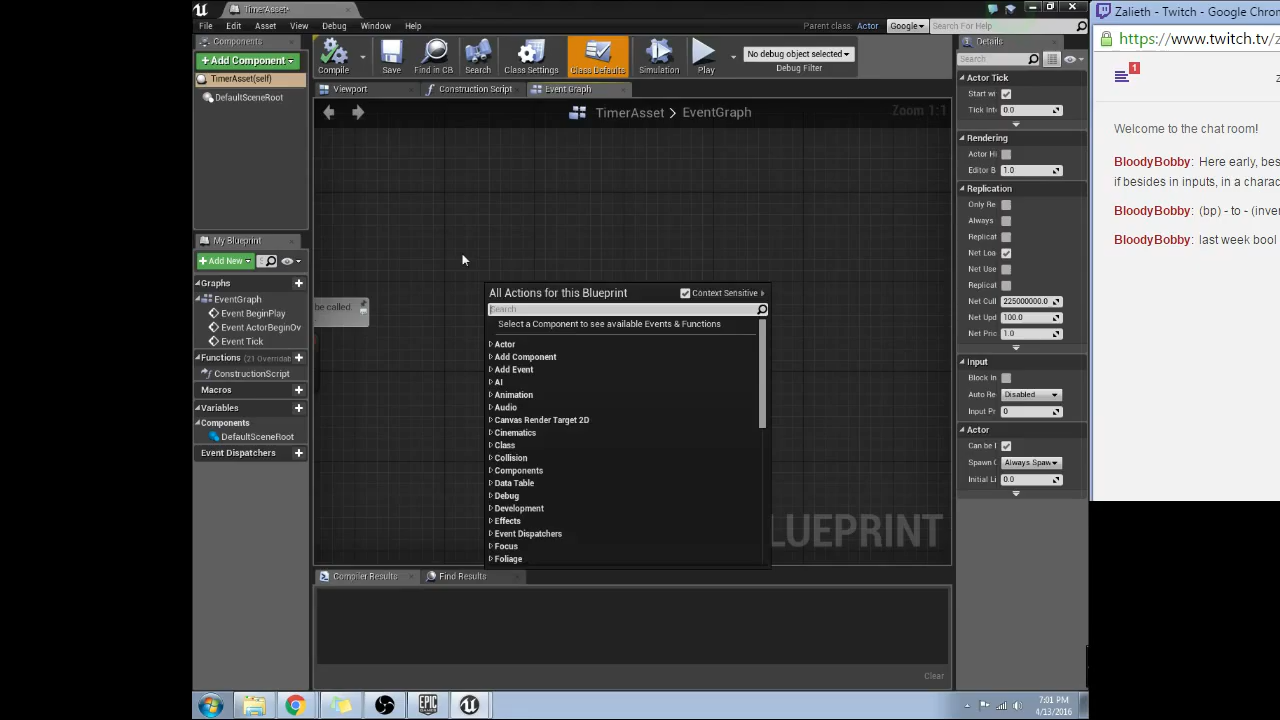 TimerAsset*
Zalieth - Twitch - Google Chro
File Edit Asset View Debug Window Help
Parent class: Actor
Google
Search For Help
https://www.twitch.tv/z
Components
+ Add Component
TimerAsset(self)
DefaultSceneRoot
Compile
Save
Find in CB
Search
Class Settings
Class Defaults
Simulation
Play
No debug object selected
Debug Filter
Viewport
Construction Script
Event Graph
TimerAsset > EventGraph
Zoom 1:1
be called.
All Actions for this Blueprint
Context Sensitive
Search
Select a Component to see available Events & Functions
Actor
Add Component
Add Event
AI
Animation
Audio
Canvas Render Target 2D
Cinematics
Class
Collision
Components
Data Table
Debug
Development
Effects
Event Dispatchers
Focus
Foliage
LUEPRINT
My Blueprint
+ Add New
Graphs
EventGraph
Event BeginPlay
Event ActorBeginOv
Event Tick
Functions (21 Overridab
ConstructionScript
Macros
Variables
Components
DefaultSceneRoot
Event Dispatchers
Compiler Results
Find Results
Clear
Details
Search
Actor Tick
Start wi
Tick Int 0.0
Rendering
Actor Hi
Editor B 1.0
Replication
Only Re
Always
Replicat
Net Loa
Net Use
Replicat
Net Cull 225000000.0
Net Upd 100.0
Net Pric 1.0
Input
Block In
Auto Re Disabled
Input Pr 0
Actor
Can be I
Spawn C Always Spaw
Initial Li 0.0
1
z
Welcome to the chat room!
BloodyBobby: Here early, bes
if besides in inputs, in a charac
BloodyBobby: (bp) - to - (inver
BloodyBobby: last week bool
EPIC
GAMES
7:01 PM
4/13/2016